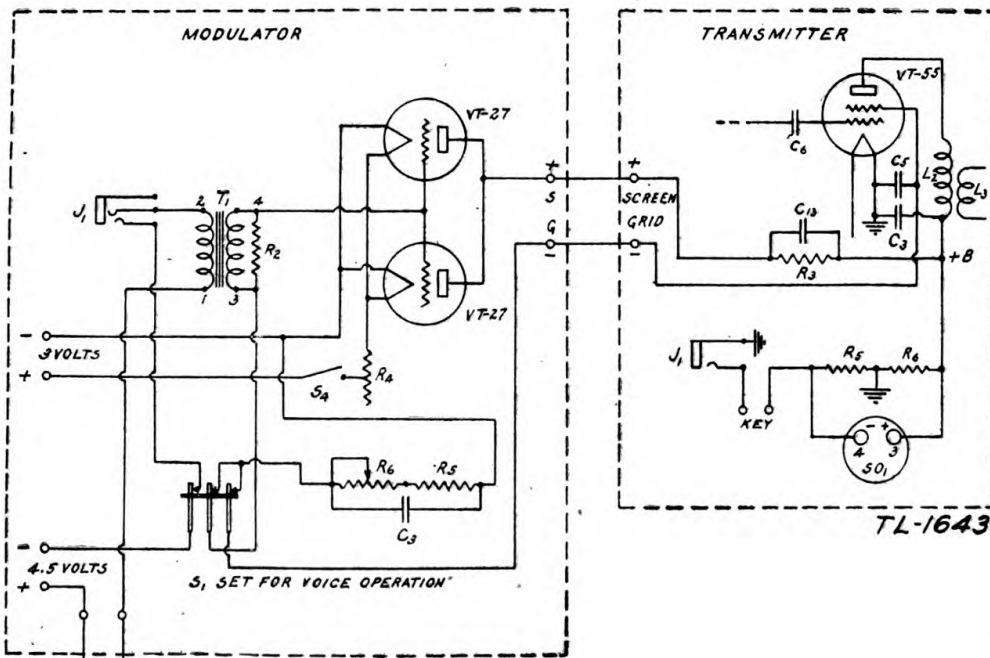 MODULATOR
VT-27
J₁
2
T₁
4
R₂
1
3
VT-27
- 3 VOLTS
+
S₄
R₄
R₆
R₅
C₃
-
4.5 VOLTS
+
S₁ SET FOR VOICE OPERATION
+
S
G
-
TRANSMITTER
VT-55
C₆
C₅
L₂
L₃
C₃
+
SCREEN
GRID
-
C₁₃
R₃
+B
J₁
R₅
R₆
KEY
- +
4
3
SO₁
TL-1643